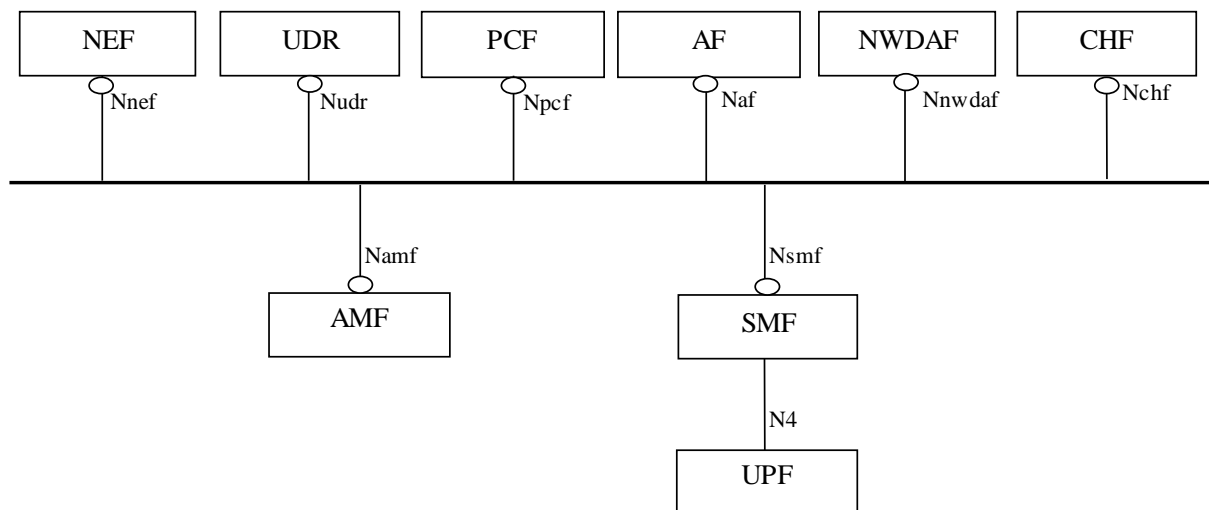 NEF UDR PCF AF NWDAF CHF
Nnef Nudr Npcf Naf Nnwdaf Nchf
Namf Nsmf
AMF SMF
N4
UPF